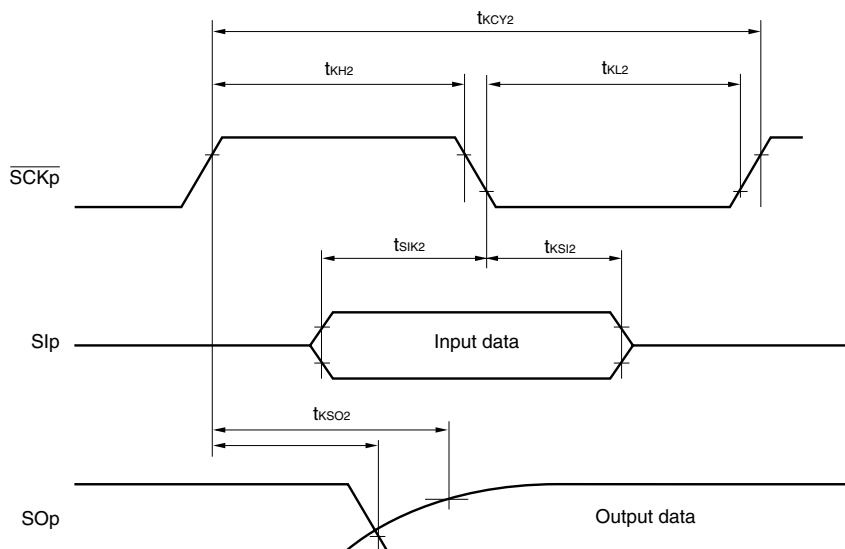 tKCY2
tKH2
tKL2
SCKp
tSIK2
tKSI2
SIp
Input data
tKSO2
SOp
Output data